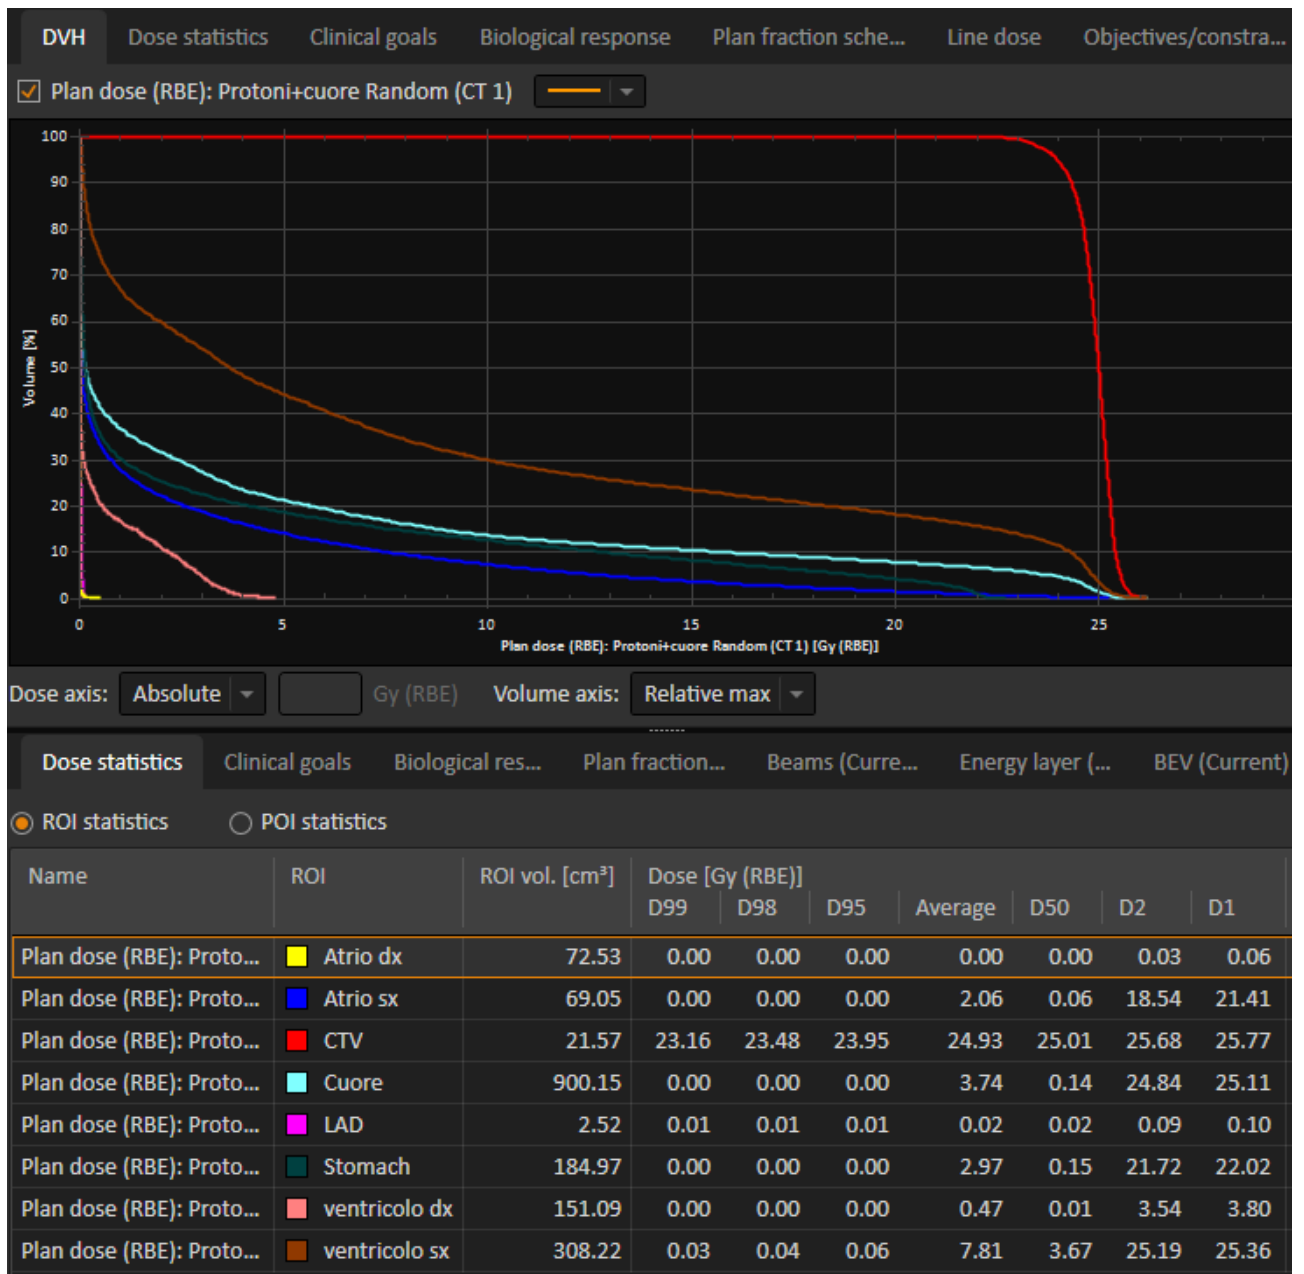 DVH Dose statistics Clinical goals Biological response Plan fraction sche... Line dose Objectives/constra...
Plan dose (RBE): Protoni+cuore Random (CT 1)
100
90
80
70
60
50
40
30
20
10
0
Volume [%]
0 5 10 15 20 25
Plan dose (RBE): Protoni+cuore Random (CT 1) [Gy (RBE)]
Dose axis: Absolute Gy (RBE) Volume axis: Relative max
Dose statistics Clinical goals Biological res... Plan fraction... Beams (Curre... Energy layer (... BEV (Current)
ROI statistics POI statistics
Name ROI ROI vol. [cm³] Dose [Gy (RBE)]
D99 D98 D95 Average D50 D2 D1
Plan dose (RBE): Proto... Atrio dx 72.53 0.00 0.00 0.00 0.00 0.00 0.03 0.06
Plan dose (RBE): Proto... Atrio sx 69.05 0.00 0.00 0.00 2.06 0.06 18.54 21.41
Plan dose (RBE): Proto... CTV 21.57 23.16 23.48 23.95 24.93 25.01 25.68 25.77
Plan dose (RBE): Proto... Cuore 900.15 0.00 0.00 0.00 3.74 0.14 24.84 25.11
Plan dose (RBE): Proto... LAD 2.52 0.01 0.01 0.01 0.02 0.02 0.09 0.10
Plan dose (RBE): Proto... Stomach 184.97 0.00 0.00 0.00 2.97 0.15 21.72 22.02
Plan dose (RBE): Proto... ventricolo dx 151.09 0.00 0.00 0.00 0.47 0.01 3.54 3.80
Plan dose (RBE): Proto... ventricolo sx 308.22 0.03 0.04 0.06 7.81 3.67 25.19 25.36